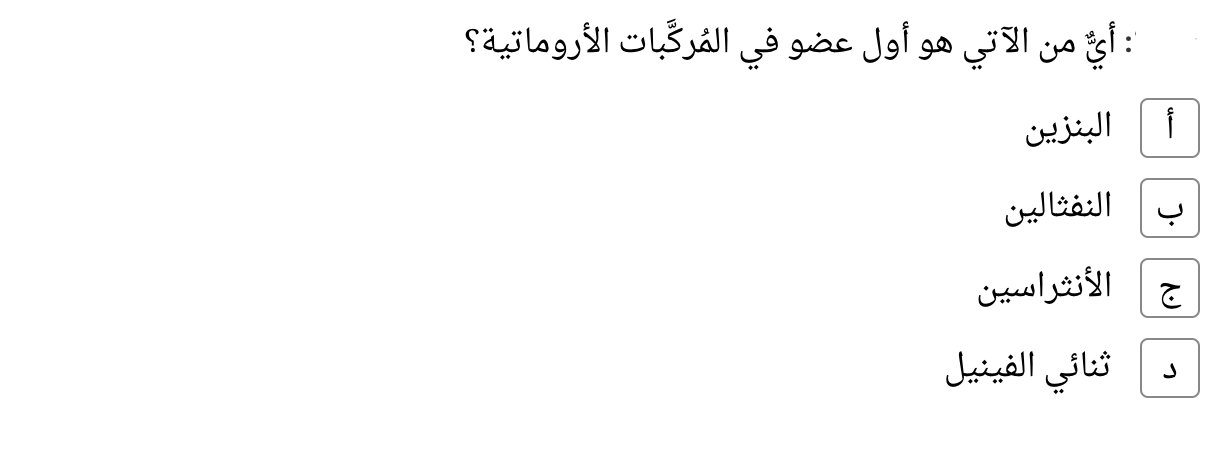 : أيٌّ من الآتي هو أول عضو في المُركَّبات الأروماتية؟
أ البنزين
ب النفثالين
ج الأنثراسين
د ثنائي الفينيل